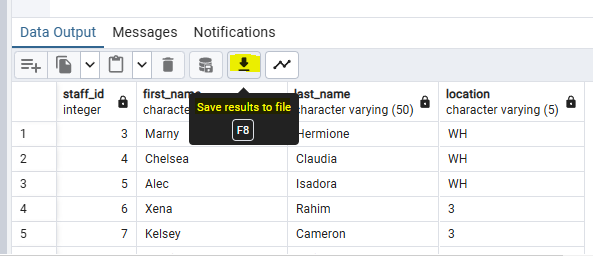 Data Output Messages Notifications
Save results to file
F8
staff_id first_name last_name location
integer character varying (50) character varying (5)
1 3 Marny Hermione WH
2 4 Chelsea Claudia WH
3 5 Alec Isadora WH
4 6 Xena Rahim 3
5 7 Kelsey Cameron 3